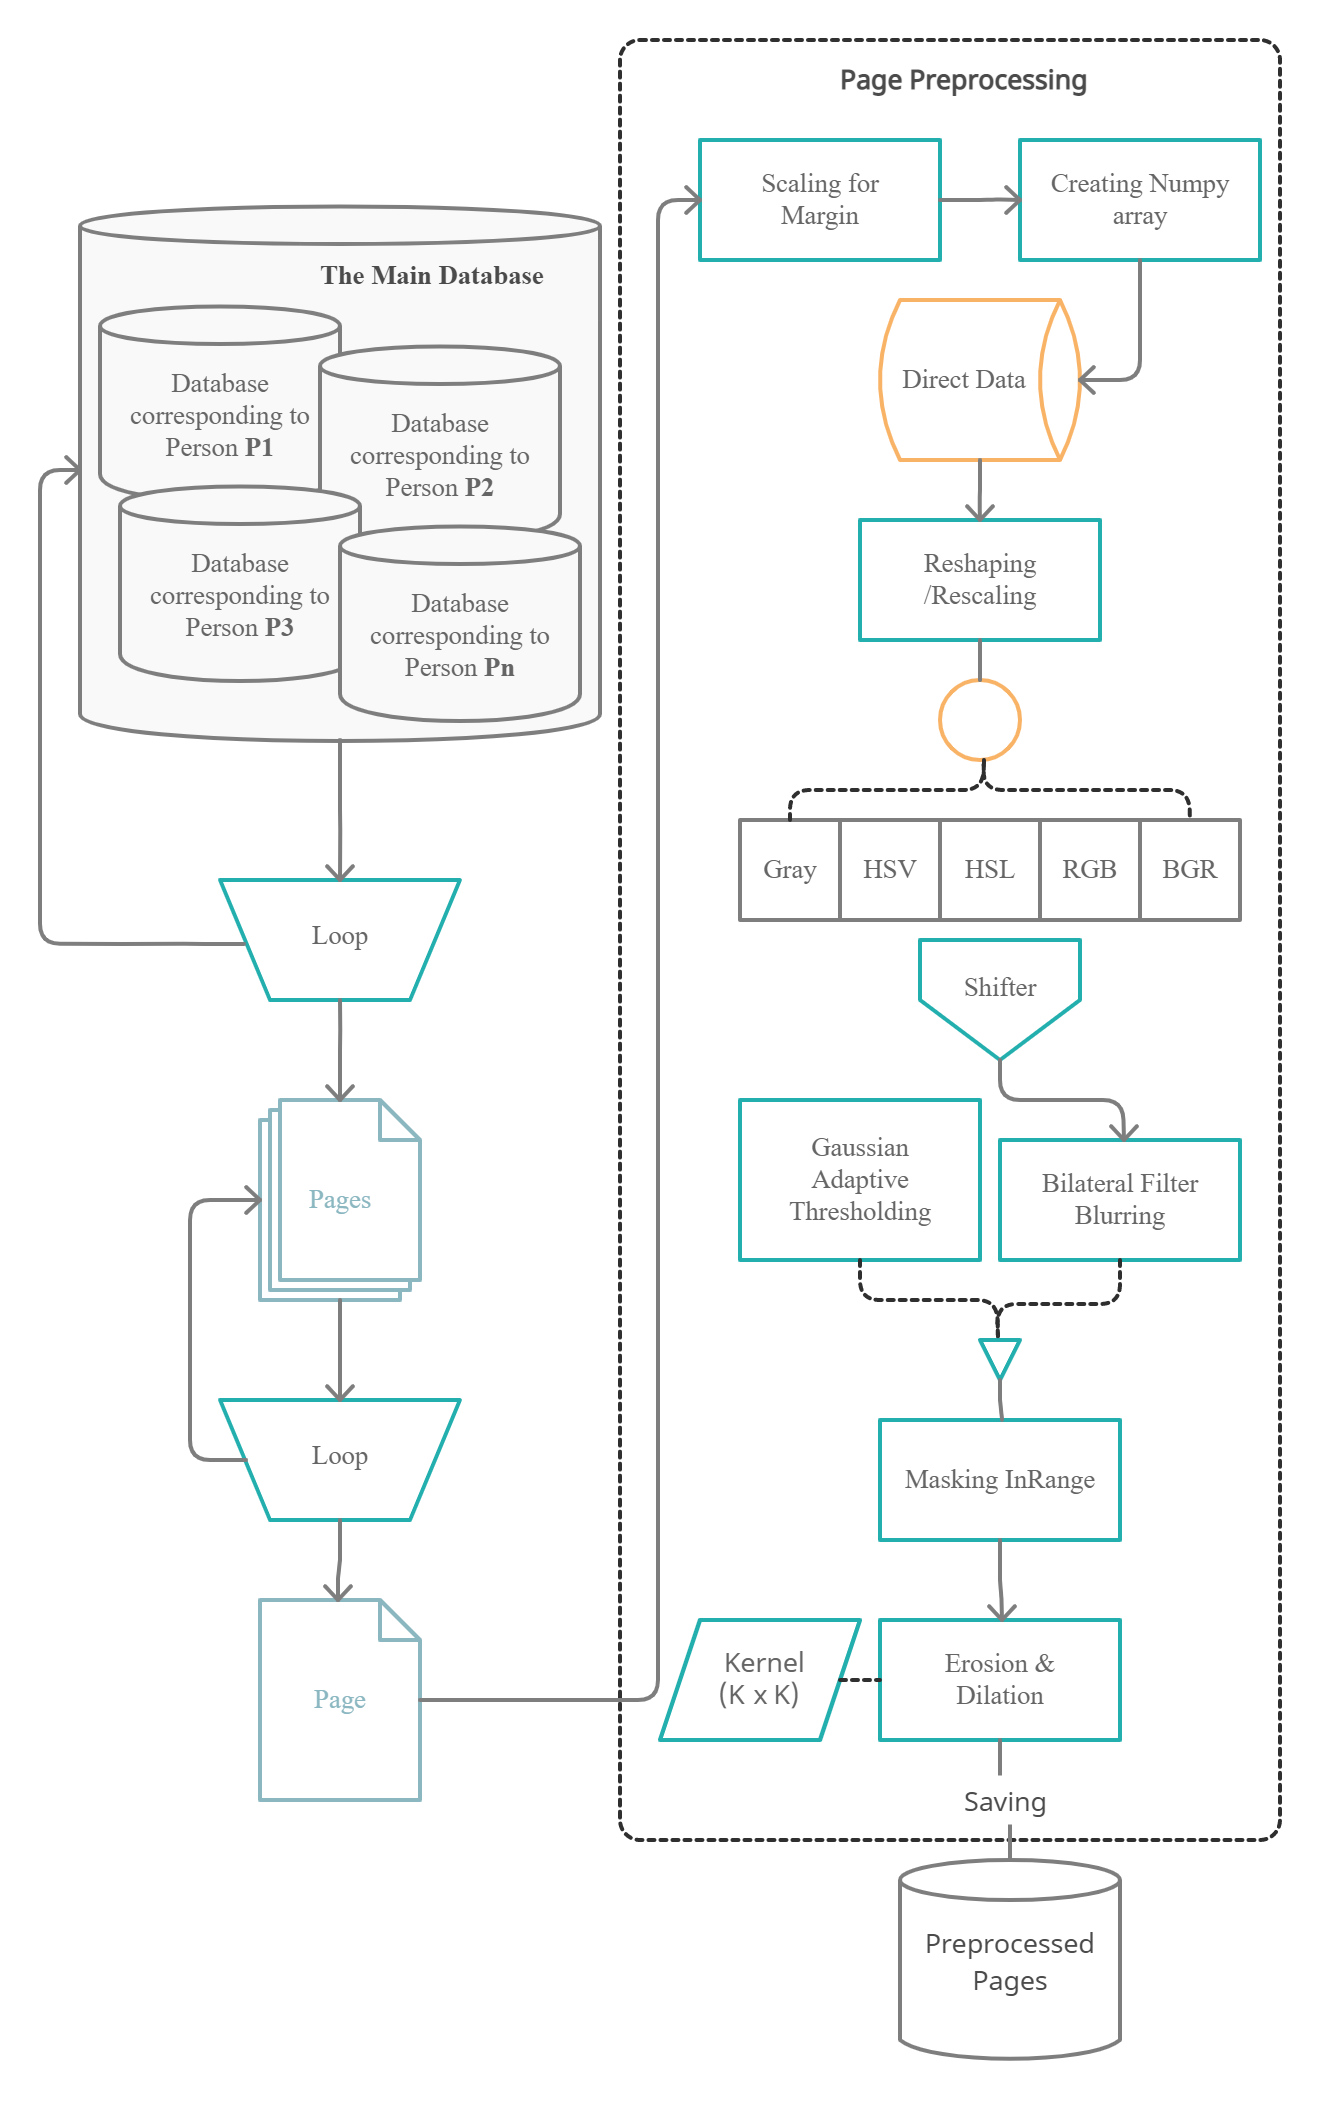 Page Preprocessing
Scaling for
Margin
Creating Numpy
array
The Main Database
Database
corresponding to
Person P1
Database
corresponding to
Person P2
Database
corresponding to
Person P3
Database
corresponding to
Person Pn
Direct Data
Reshaping
/Rescaling
Gray
HSV
HSL
RGB
BGR
Loop
Shifter
Pages
Gaussian
Adaptive
Thresholding
Bilateral Filter
Blurring
Loop
Masking InRange
Page
Kernel
(K x K)
Erosion &
Dilation
Saving
Preprocessed
Pages